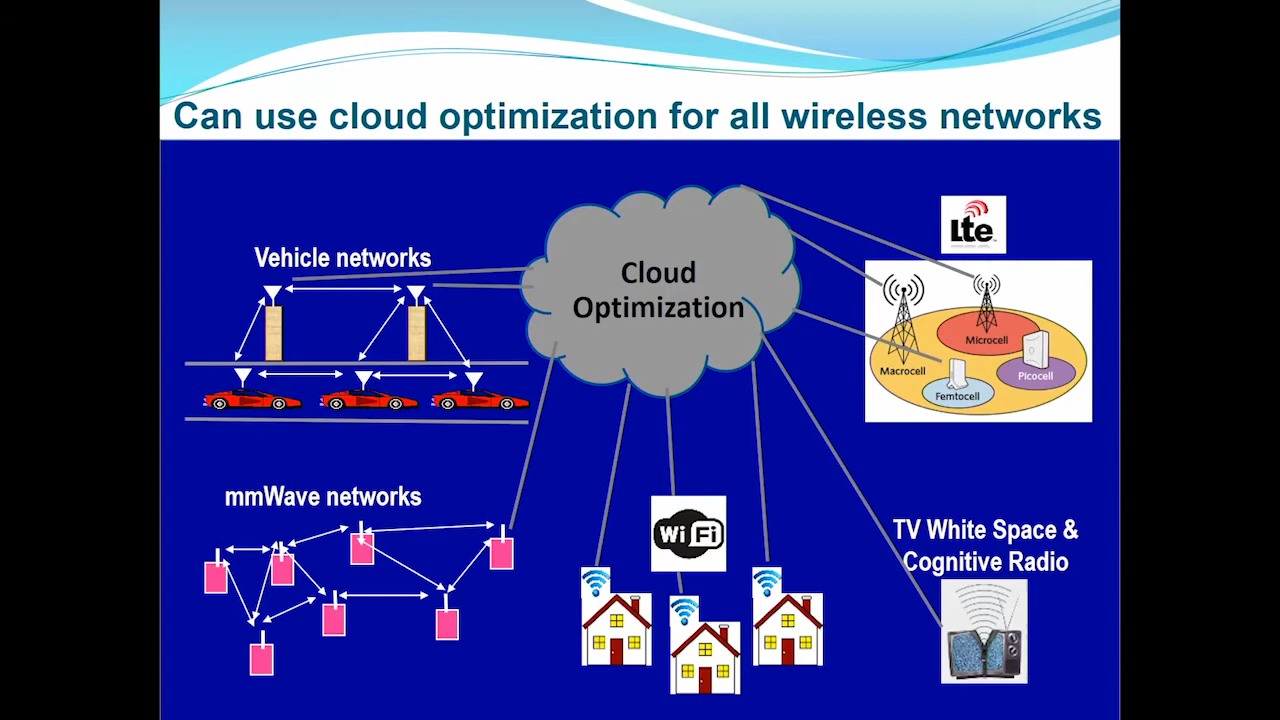 Can use cloud optimization for all wireless networks
Vehicle networks
Cloud
Optimization
Lte
Macrocell
Microcell
Picocell
Femtocell
mmWave networks
WiFi
TV White Space &
Cognitive Radio